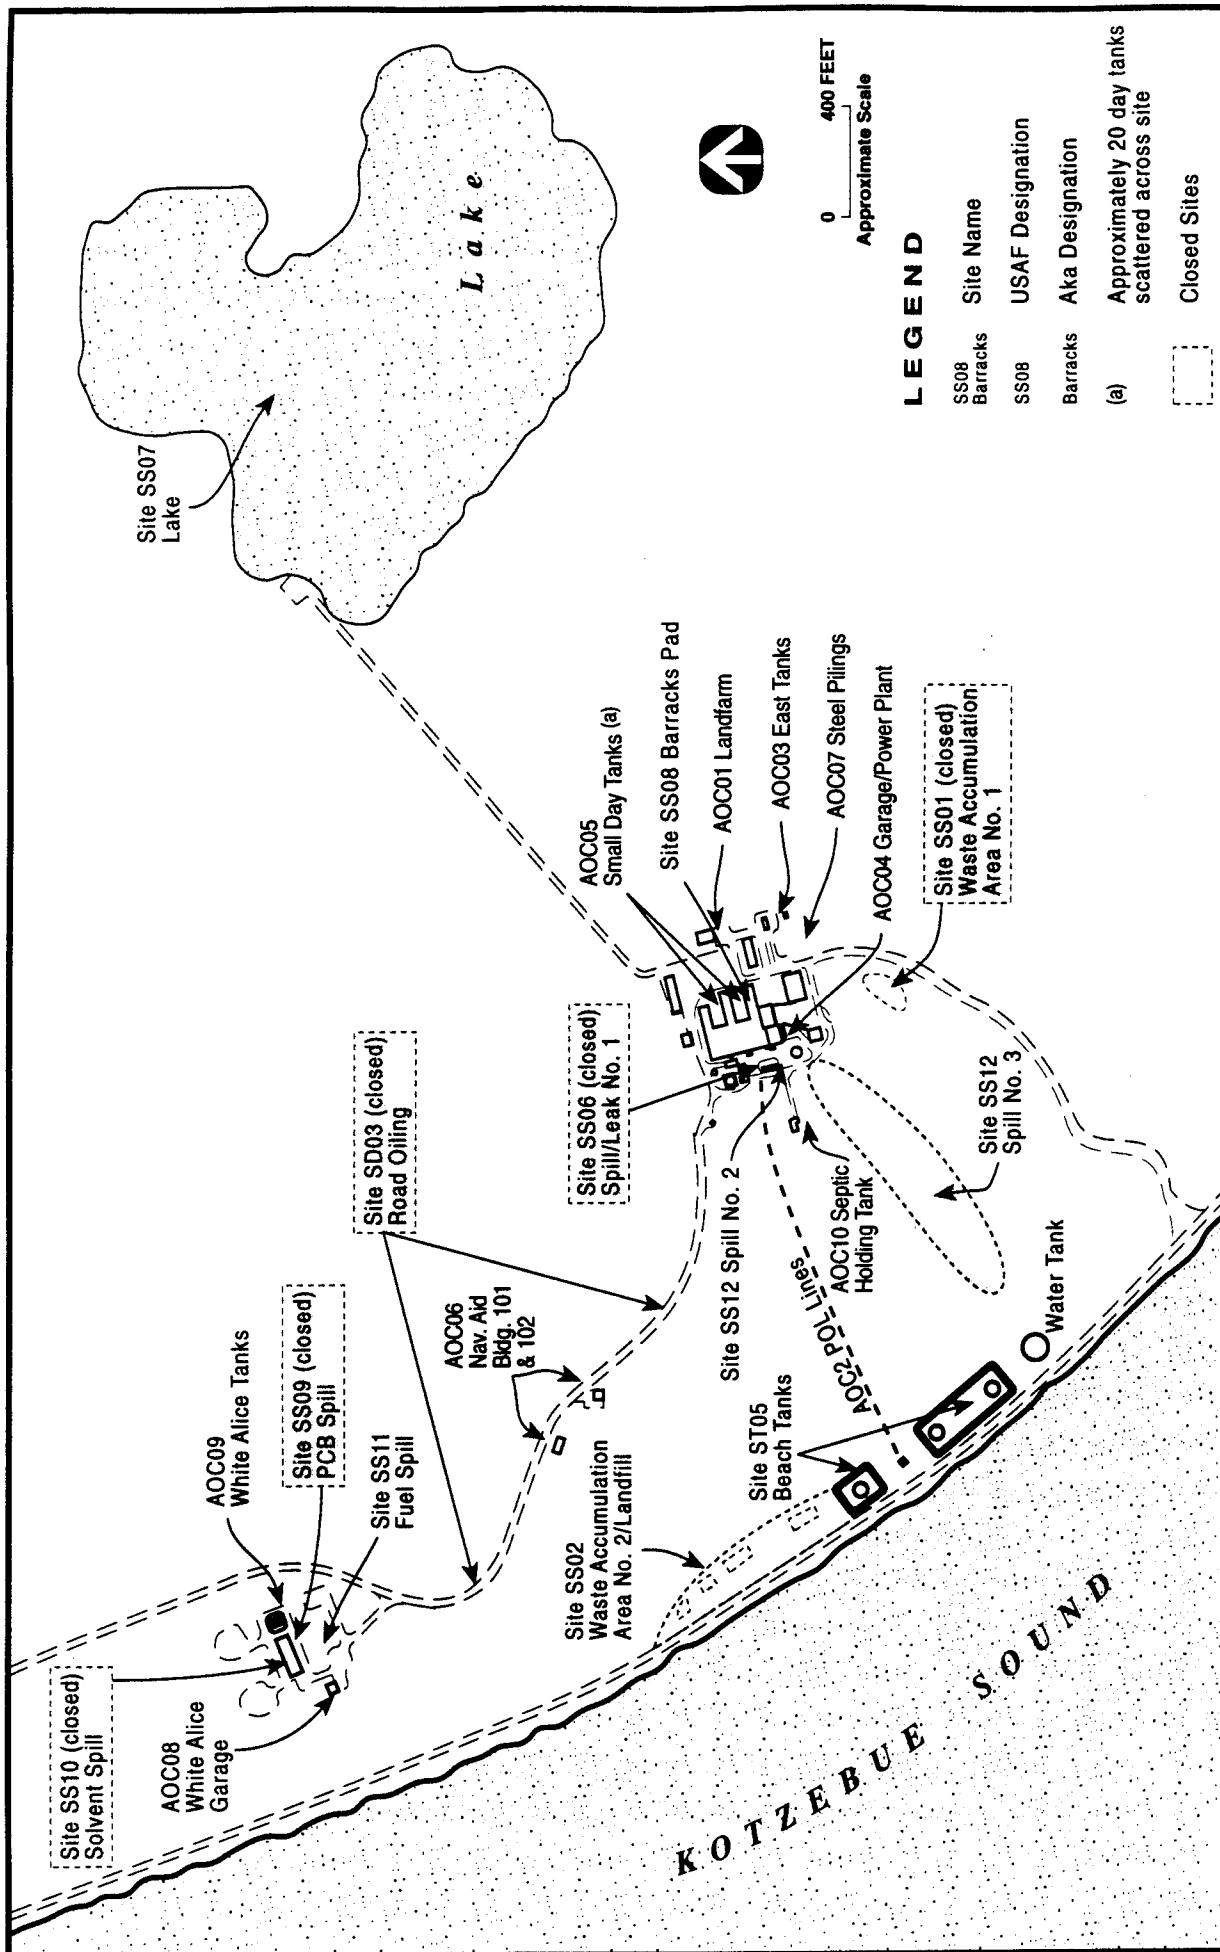 Site SS10 (closed)
Solvent Spill
AOC08
White Alice
Garage
AOC09
White Alice Tanks
Site SS09 (closed)
PCB Spill
Site SS11
Fuel Spill
Site SD03 (closed)
Road Oiling
AOC06
Nav. Aid
Bldg. 101
& 102
Site SS07
Lake
Lake
Site SS02
Waste Accumulation
Area No. 2/Landfill
Site SS06 (closed)
Spill/Leak No. 1
AOC05
Small Day Tanks (a)
Site SS08 Barracks Pad
AOC01 Landfarm
AOC03 East Tanks
AOC07 Steel Pilings
AOC04 Garage/Power Plant
Site SS01 (closed)
Waste Accumulation
Area No. 1
Site SS12 Spill No. 2
Site ST05
Beach Tanks
AOC2 POL Lines
AOC10 Septic
Holding Tank
Site SS12
Spill No. 3
Water Tank
KOTZEBUE SOUND
0 400 FEET
Approximate Scale
LEGEND
SS08
Barracks
Site Name
SS08 USAF Designation
Barracks Aka Designation
(a) Approximately 20 day tanks
scattered across site
Closed Sites